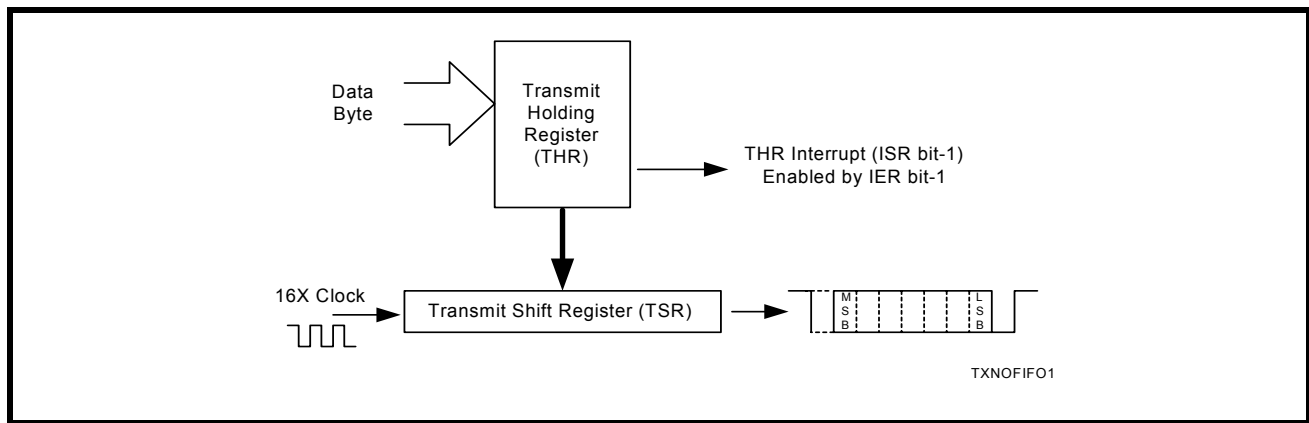 Data
Byte
Transmit
Holding
Register
(THR)
THR Interrupt (ISR bit-1)
Enabled by IER bit-1
16X Clock
Transmit Shift Register (TSR)
M
S
B
L
S
B
TXNOFIFO1